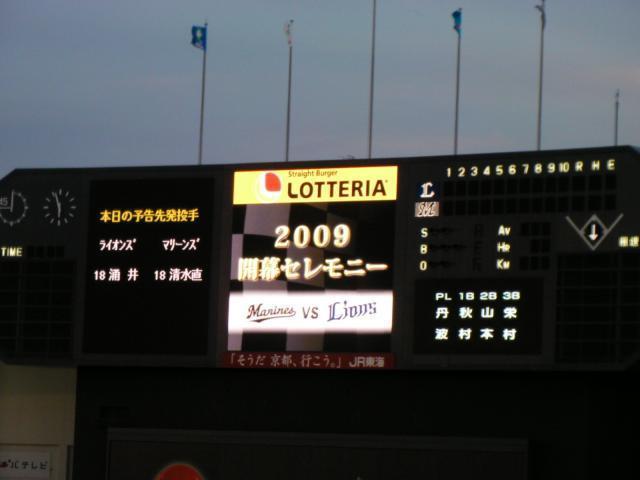 Straight Burger
LOTTERIA
1 2 3 4 5 6 7 8 9 10 R H E
L
45
本日の予告先発投手
ライオンズ マリーンズ
18 涌井 18 清水直
2009
開幕セレモニー
Marines VS Lions
「そうだ 京都、行こう。」 JR東海
TIME
S
B
O
Av
Hr
Km
PL 1B 2B 3B
丹 秋 山 栄
波 村 本 村
テレビ